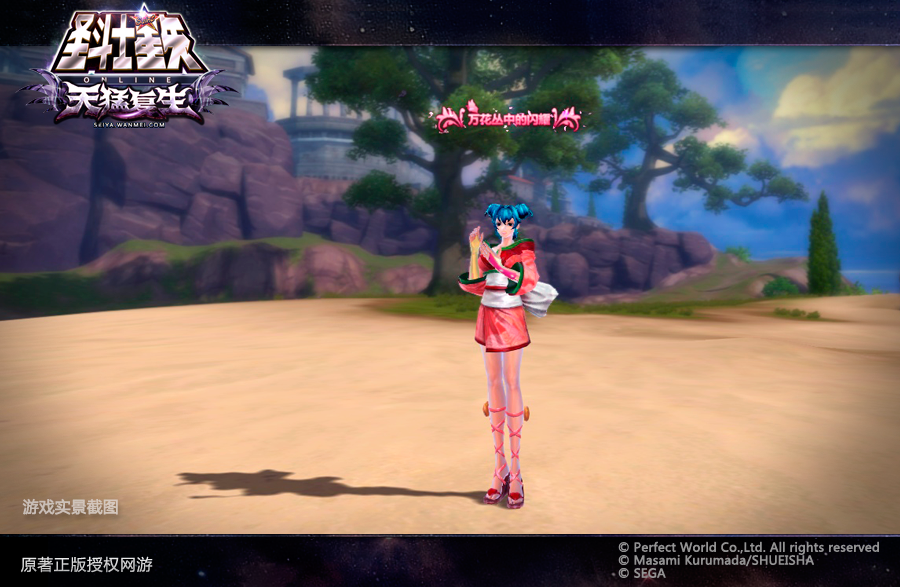 圣斗士星矢
ONLINE
天猛复生
SEIYA.WANMEI.COM
万花丛中的闪耀
游戏实景截图
原著正版授权网游
© Perfect World Co.,Ltd. All rights reserved
© Masami Kurumada/SHUEISHA
© SEGA